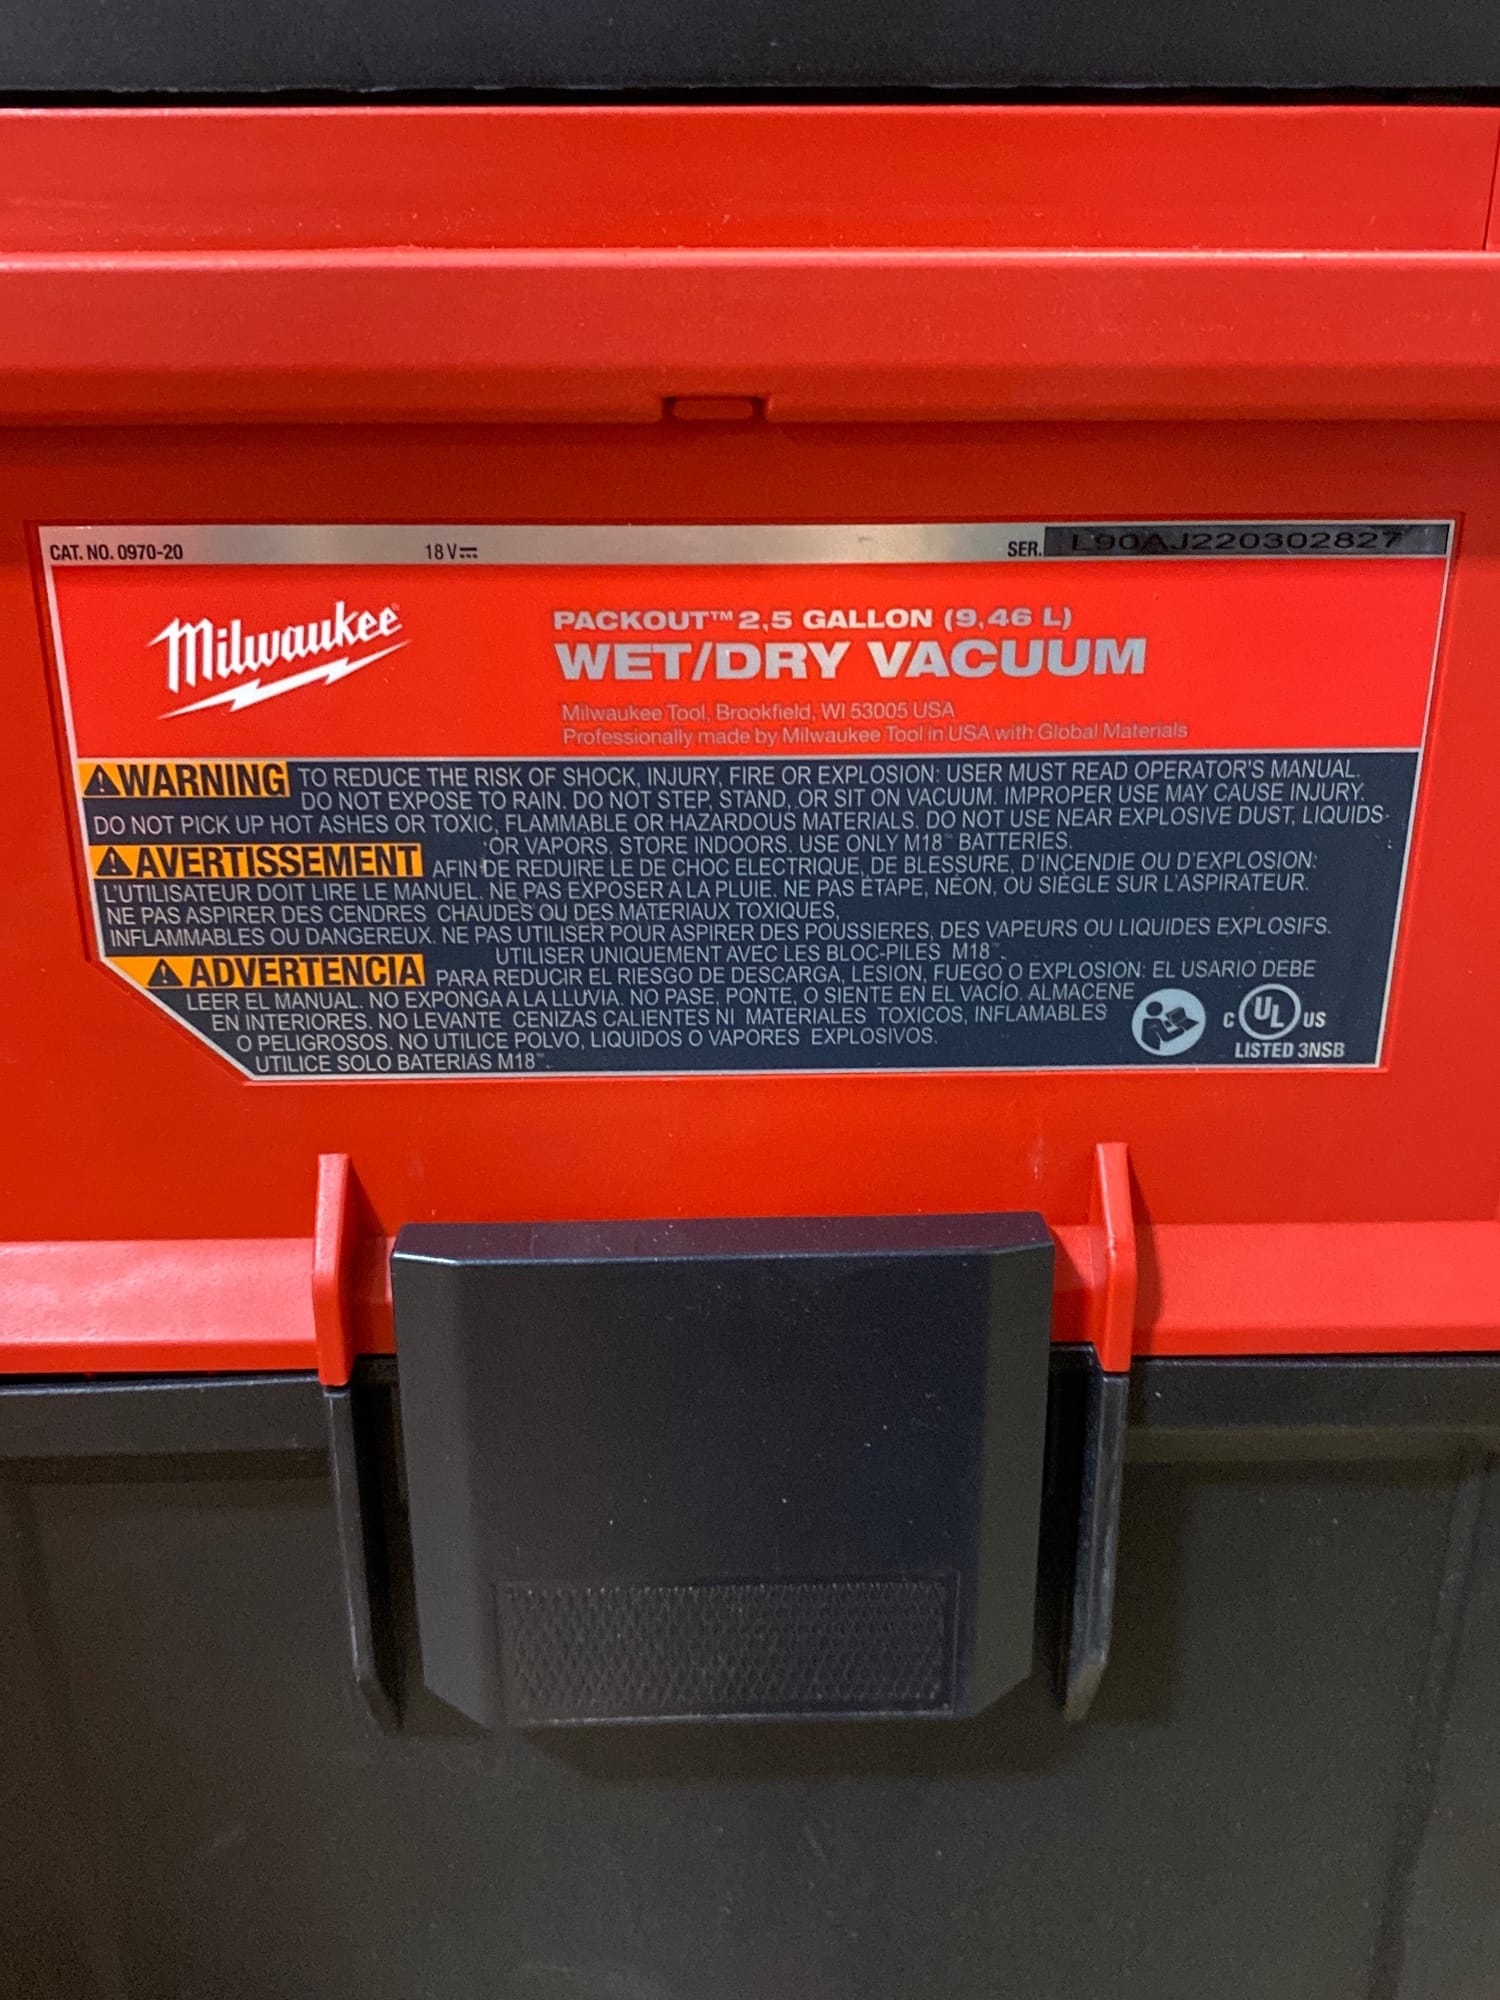 CAT. NO. 0970-20 18 V⎓ SER. L90AJ220302827
Milwaukee®
PACKOUT™ 2,5 GALLON (9,46 L)
WET/DRY VACUUM
Milwaukee Tool, Brookfield, WI 53005 USA
Professionally made by Milwaukee Tool in USA with Global Materials
⚠WARNING TO REDUCE THE RISK OF SHOCK, INJURY, FIRE OR EXPLOSION: USER MUST READ OPERATOR'S MANUAL.
DO NOT EXPOSE TO RAIN. DO NOT STEP, STAND, OR SIT ON VACUUM. IMPROPER USE MAY CAUSE INJURY.
DO NOT PICK UP HOT ASHES OR TOXIC, FLAMMABLE OR HAZARDOUS MATERIALS. DO NOT USE NEAR EXPLOSIVE DUST, LIQUIDS
OR VAPORS. STORE INDOORS. USE ONLY M18™ BATTERIES.
⚠AVERTISSEMENT AFIN DE REDUIRE LE DE CHOC ELECTRIQUE, DE BLESSURE, D'INCENDIE OU D'EXPLOSION:
L'UTILISATEUR DOIT LIRE LE MANUEL. NE PAS EXPOSER A LA PLUIE. NE PAS ÉTAPE, NÉON, OU SIÈGLE SUR L'ASPIRATEUR.
NE PAS ASPIRER DES CENDRES CHAUDES OU DES MATERIAUX TOXIQUES,
INFLAMMABLES OU DANGEREUX. NE PAS UTILISER POUR ASPIRER DES POUSSIERES, DES VAPEURS OU LIQUIDES EXPLOSIFS.
UTILISER UNIQUEMENT AVEC LES BLOC-PILES M18™.
⚠ADVERTENCIA PARA REDUCIR EL RIESGO DE DESCARGA, LESION, FUEGO O EXPLOSION: EL USARIO DEBE
LEER EL MANUAL. NO EXPONGA A LA LLUVIA. NO PASE, PONTE, O SIENTE EN EL VACÍO. ALMACENE
EN INTERIORES. NO LEVANTE CENIZAS CALIENTES NI MATERIALES TOXICOS, INFLAMABLES
O PELIGROSOS. NO UTILICE POLVO, LIQUIDOS O VAPORES EXPLOSIVOS.
UTILICE SOLO BATERIAS M18™.
C UL US
LISTED 3NSB